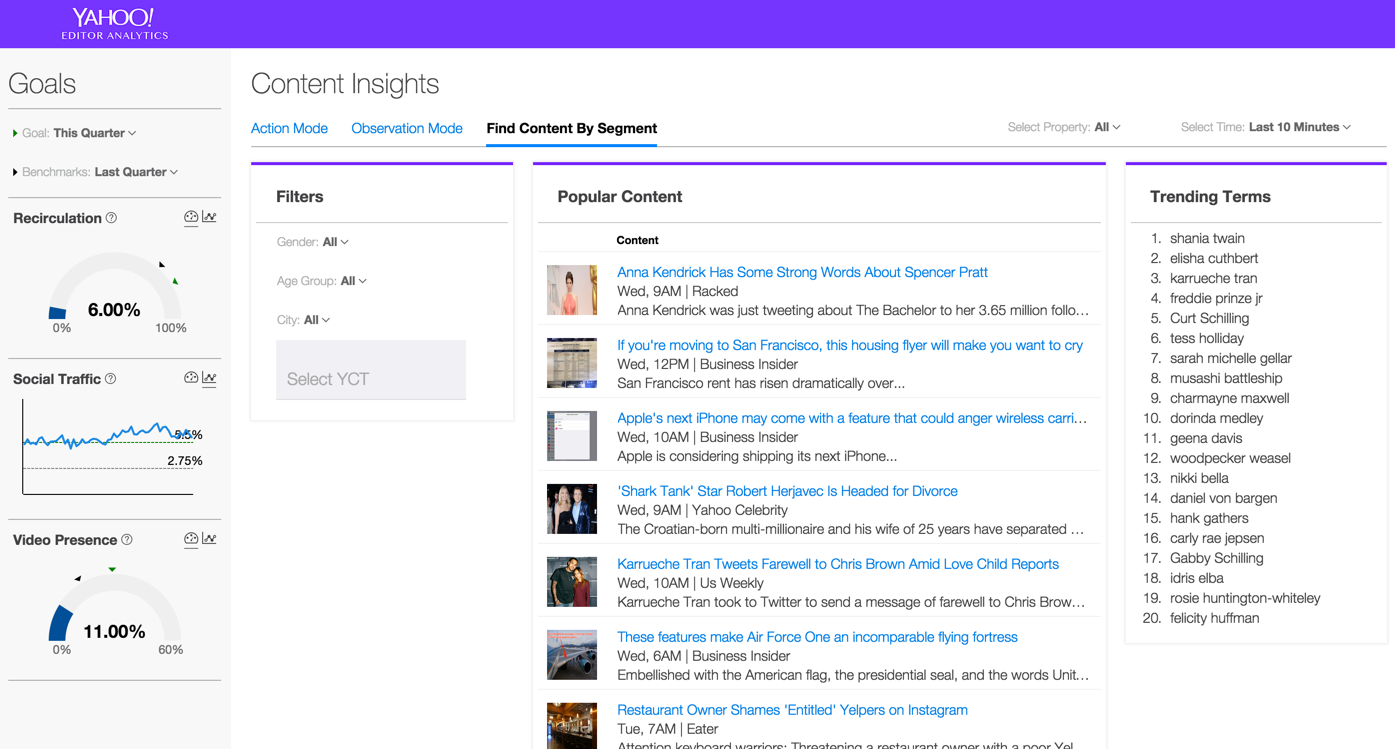 YAHOO!
EDITOR ANALYTICS
Goals
Goal: This Quarter
Benchmarks: Last Quarter
Recirculation ?
6.00%
0%
100%
Social Traffic ?
5.5%
2.75%
Video Presence ?
11.00%
0%
60%
Content Insights
Action Mode
Observation Mode
Find Content By Segment
Select Property: All
Select Time: Last 10 Minutes
Filters
Gender: All
Age Group: All
City: All
Select YCT
Popular Content
Content
Anna Kendrick Has Some Strong Words About Spencer Pratt
Wed, 9AM | Racked
Anna Kendrick was just tweeting about The Bachelor to her 3.65 million follo…
If you're moving to San Francisco, this housing flyer will make you want to cry
Wed, 12PM | Business Insider
San Francisco rent has risen dramatically over...
Apple's next iPhone may come with a feature that could anger wireless carri…
Wed, 10AM | Business Insider
Apple is considering shipping its next iPhone...
'Shark Tank' Star Robert Herjavec Is Headed for Divorce
Wed, 9AM | Yahoo Celebrity
The Croatian-born multi-millionaire and his wife of 25 years have separated …
Karrueche Tran Tweets Farewell to Chris Brown Amid Love Child Reports
Wed, 10AM | Us Weekly
Karrueche Tran took to Twitter to send a message of farewell to Chris Brow…
These features make Air Force One an incomparable flying fortress
Wed, 6AM | Business Insider
Embellished with the American flag, the presidential seal, and the words Unit…
Restaurant Owner Shames 'Entitled' Yelpers on Instagram
Tue, 7AM | Eater
Attention keyboard warriors: Threatening a restaurant owner with a poor Yel…
Trending Terms
1. shania twain
2. elisha cuthbert
3. karrueche tran
4. freddie prinze jr
5. Curt Schilling
6. tess holliday
7. sarah michelle gellar
8. musashi battleship
9. charmayne maxwell
10. dorinda medley
11. geena davis
12. woodpecker weasel
13. nikki bella
14. daniel von bargen
15. hank gathers
16. carly rae jepsen
17. Gabby Schilling
18. idris elba
19. rosie huntington-whiteley
20. felicity huffman